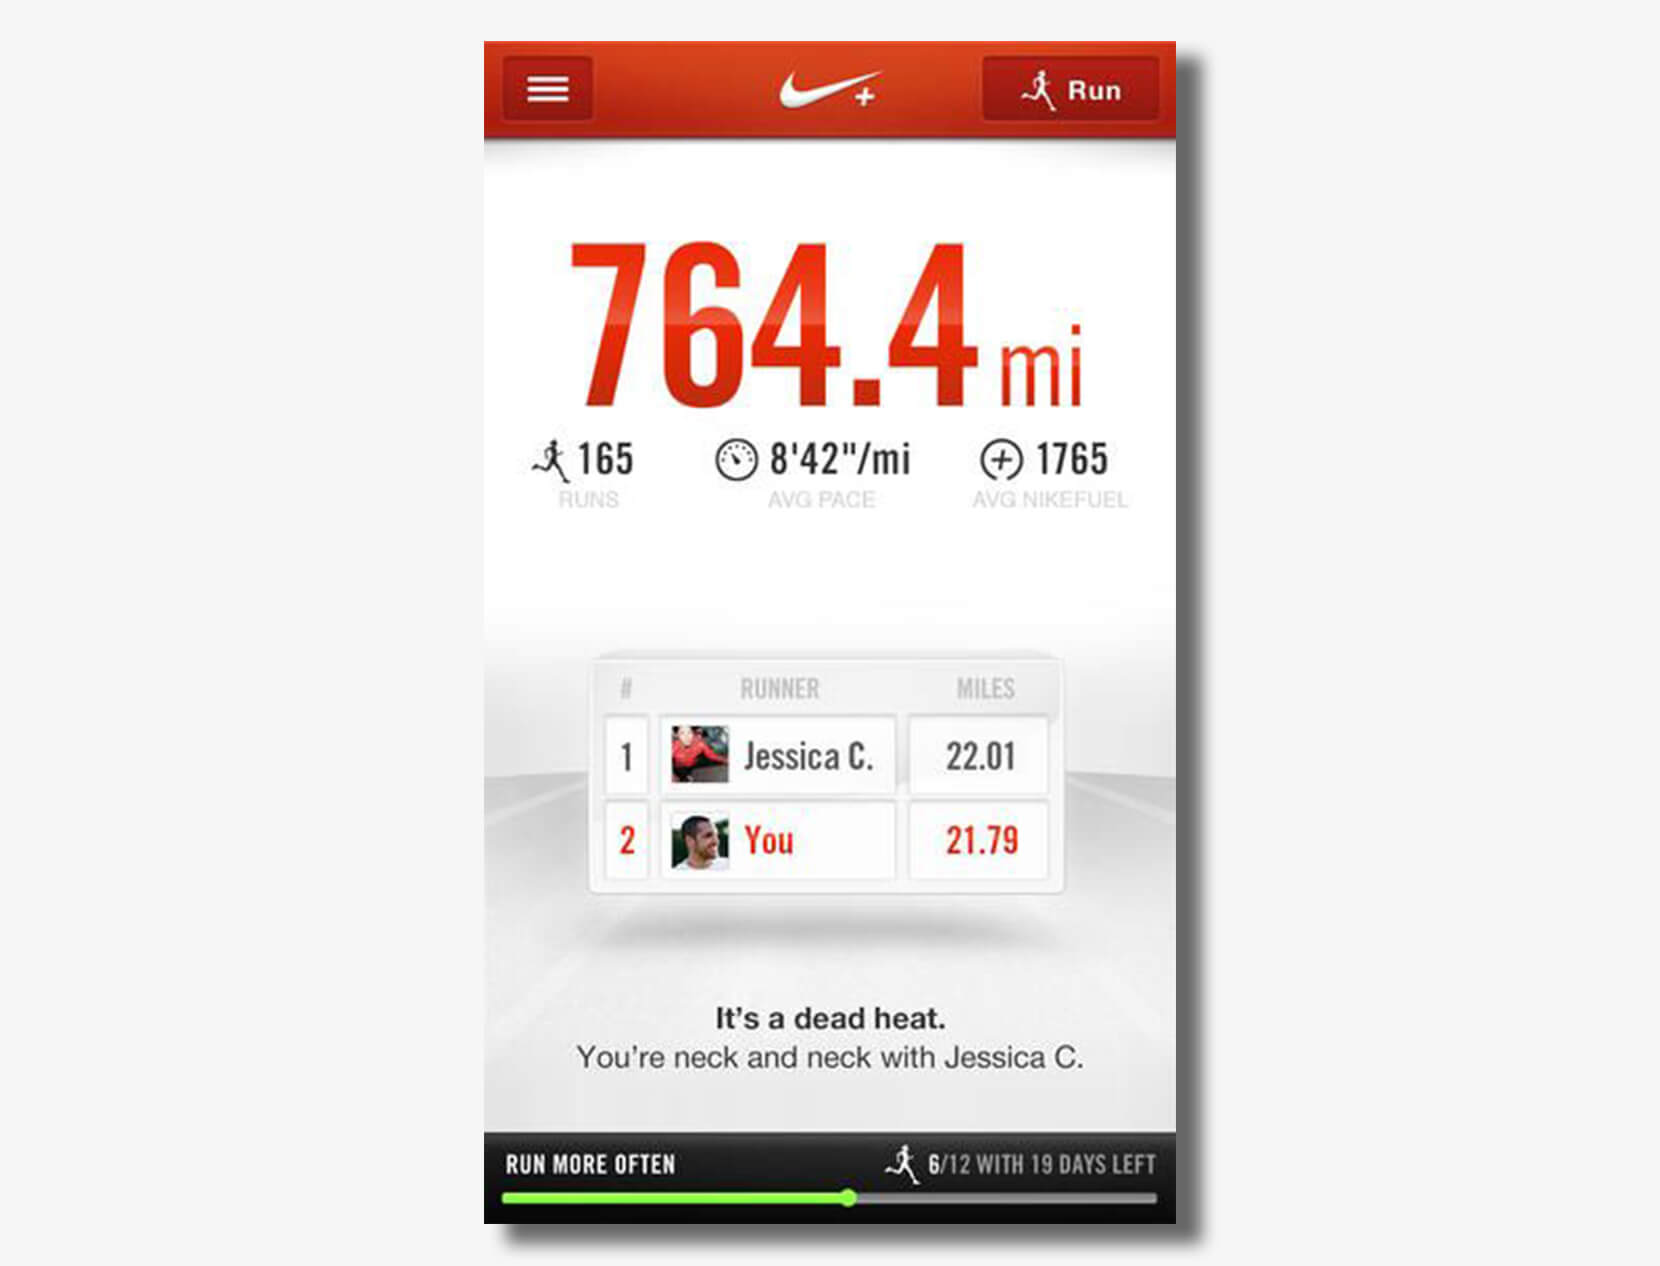 Run
764.4 mi
165 8'42"/mi 1765
RUNS AVG PACE AVG NIKEFUEL
# RUNNER MILES
1 Jessica C. 22.01
2 You 21.79
It's a dead heat.
You're neck and neck with Jessica C.
RUN MORE OFTEN 6/12 WITH 19 DAYS LEFT